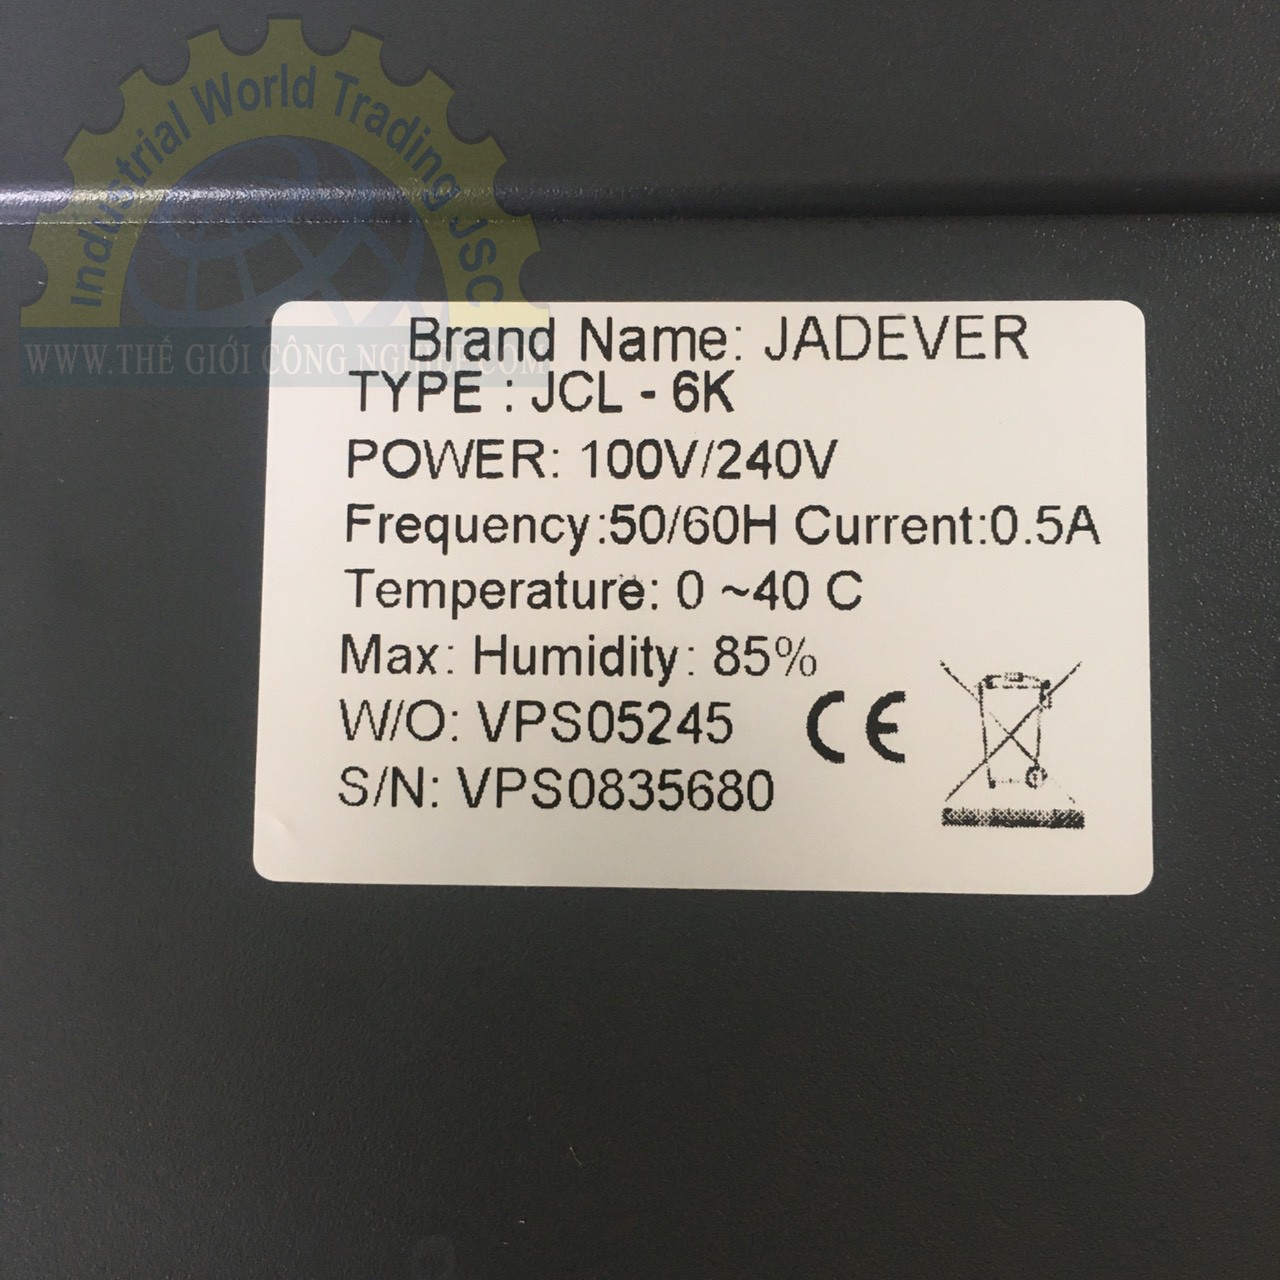 Industrial World Trading JSC
WWW.THẾ GIỚI CÔNG NGHIỆP.COM
Brand Name: JADEVER
TYPE : JCL - 6K
POWER: 100V/240V
Frequency:50/60H Current:0.5A
Temperature: 0 ~40 C
Max: Humidity: 85%
W/O: VPS05245
S/N: VPS0835680
CE